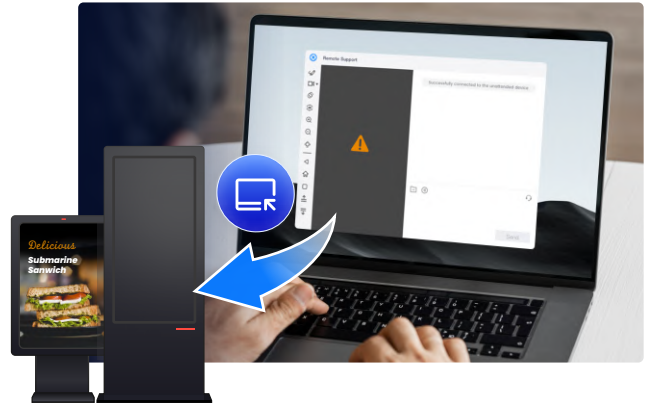 Remote Support
Successfully connected to the unattended device
Send
Delicious
Submarine
Sanwich